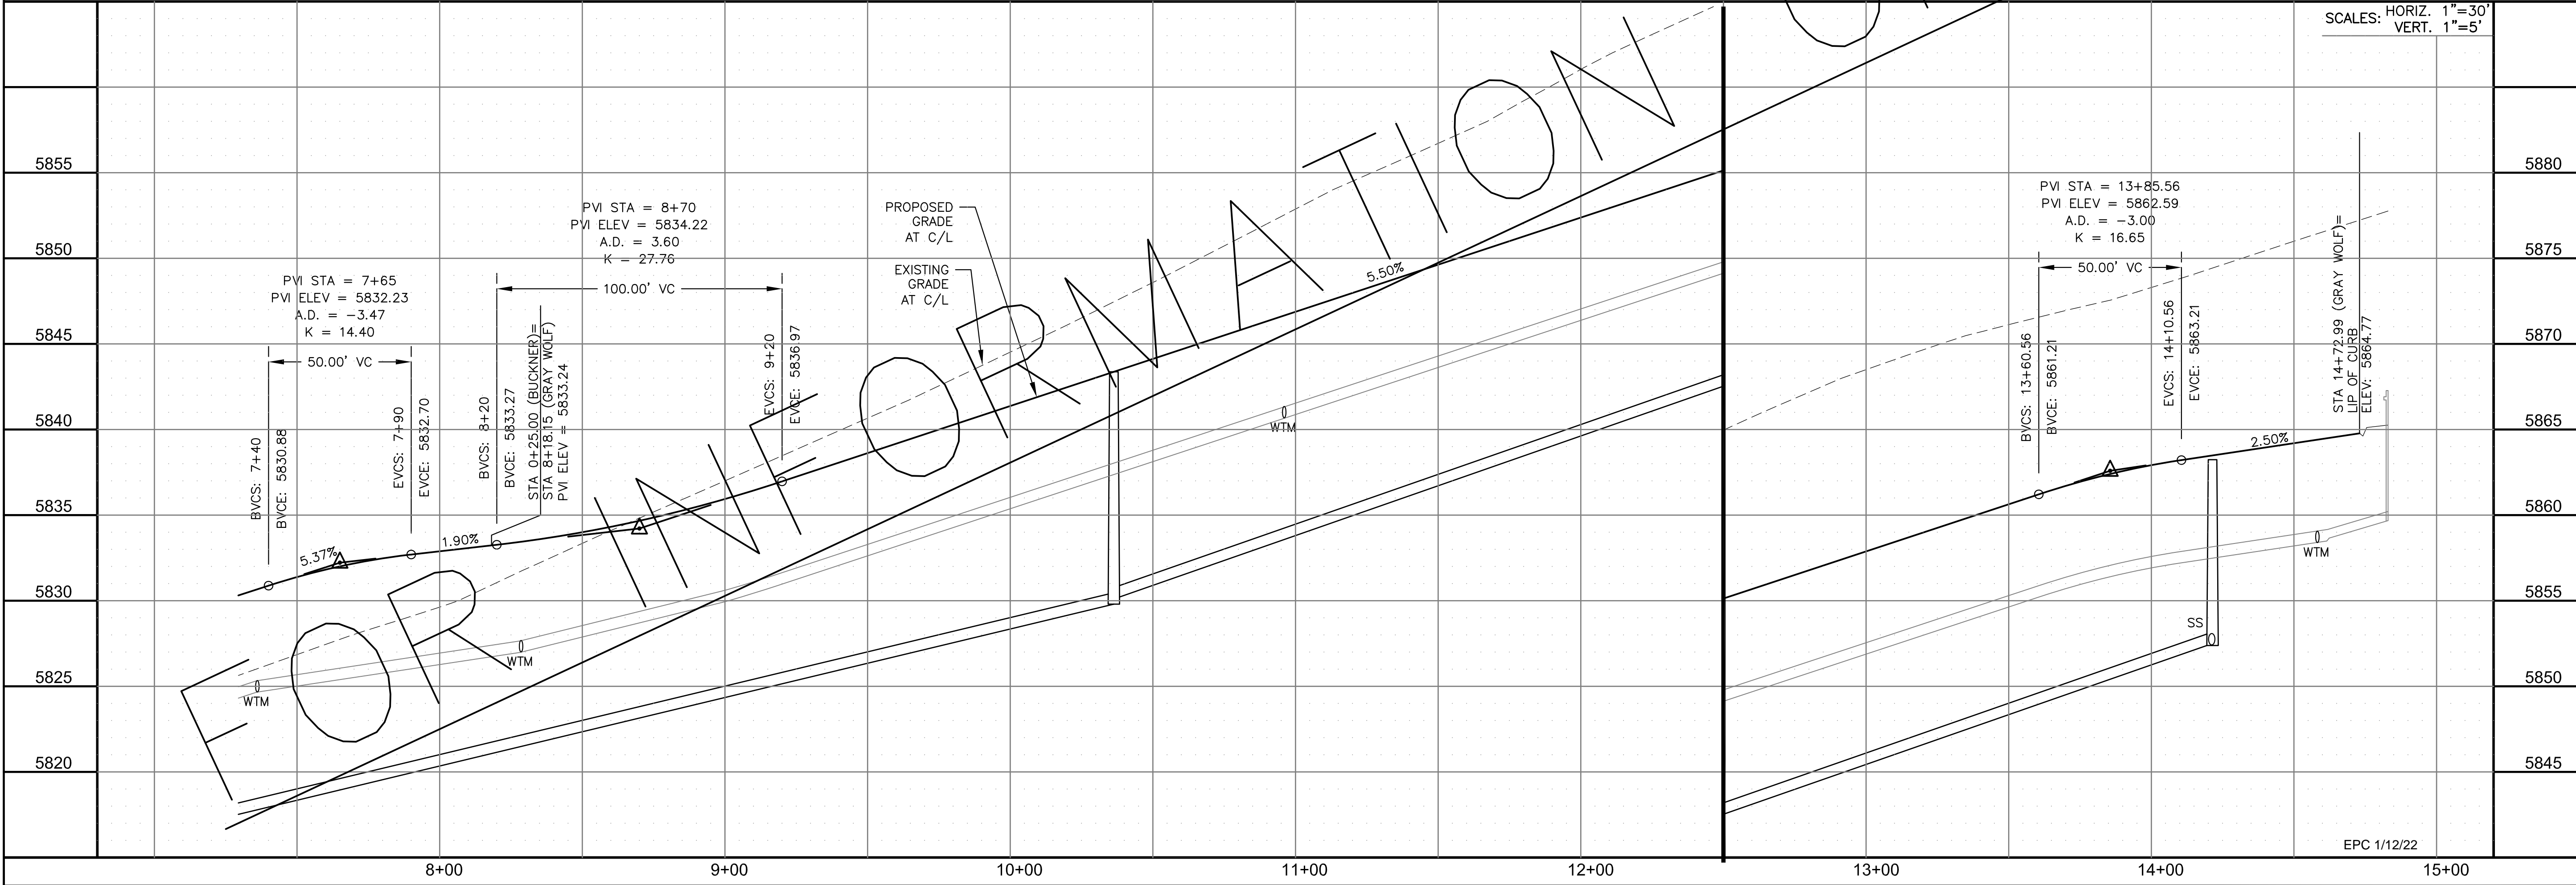 SCALES: HORIZ. 1"=30'
VERT. 1"=5'
FOR INFORMATION O
5855
5850
5845
5840
5835
5830
5825
5820
PVI STA = 7+65
PVI ELEV = 5832.23
A.D. = -3.47
K = 14.40
50.00' VC
BVCS: 7+40
BVCE: 5830.88
EVCS: 7+90
EVCE: 5832.70
5.37%
1.90%
PVI STA = 8+70
PVI ELEV = 5834.22
A.D. = 3.60
K = 27.76
100.00' VC
BVCS: 8+20
BVCE: 5833.27
STA 0+25.00 (BUCKNER)=
STA 8+18.15 (GRAY WOLF)
PVI ELEV = 5833.24
EVCS: 9+20
EVCE: 5836.97
PROPOSED
GRADE
AT C/L
EXISTING
GRADE
AT C/L
5.50%
WTM
WTM
WTM
PVI STA = 13+85.56
PVI ELEV = 5862.59
A.D. = -3.00
K = 16.65
50.00' VC
BVCS: 13+60.56
BVCE: 5861.21
EVCS: 14+10.56
EVCE: 5863.21
STA 14+72.99 (GRAY WOLF)=
LIP OF CURB
ELEV: 5864.77
2.50%
WTM
SS
5880
5875
5870
5865
5860
5855
5850
5845
EPC 1/12/22
8+00
9+00
10+00
11+00
12+00
13+00
14+00
15+00